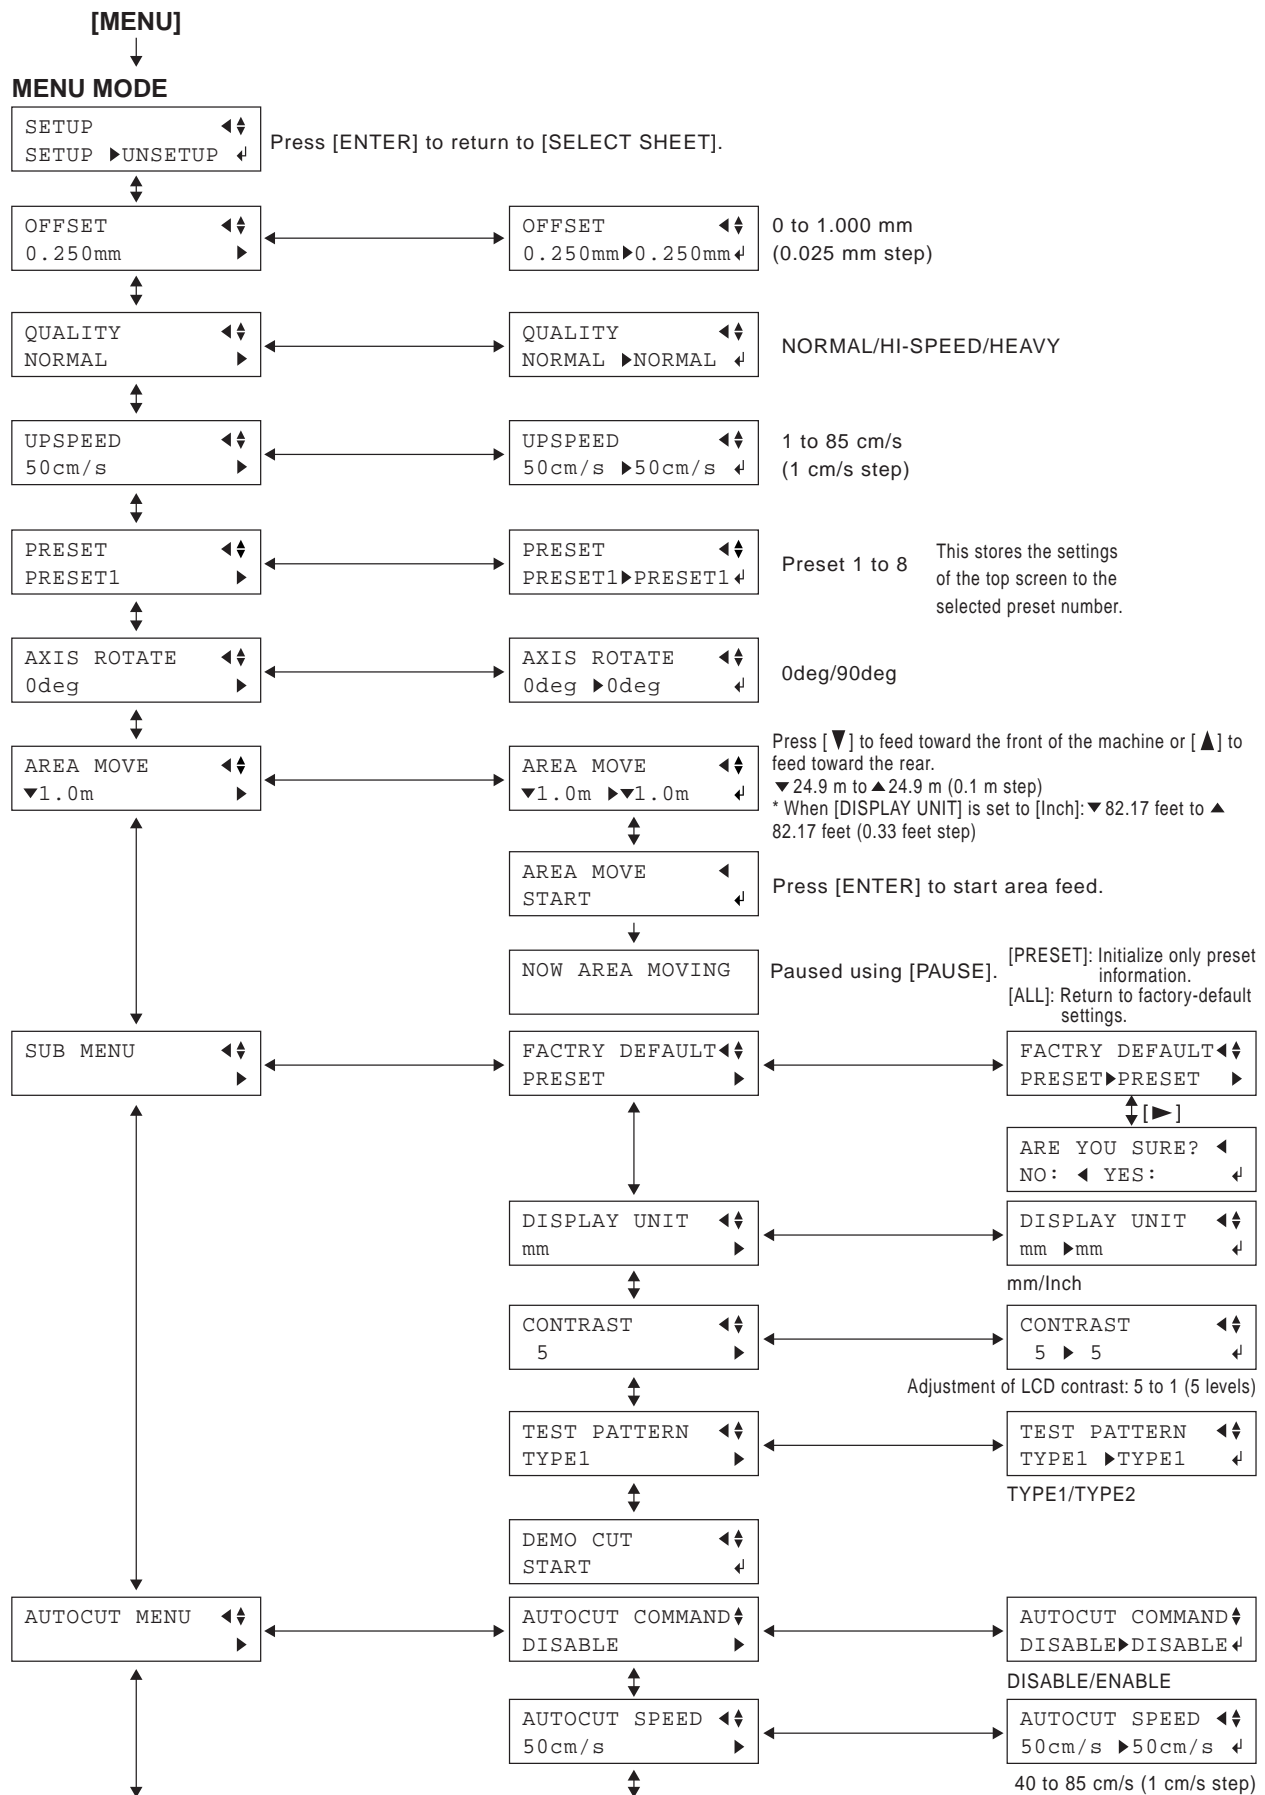 [MENU]
MENU MODE
SETUP ◀▲▼
SETUP ▶UNSETUP ↵
Press [ENTER] to return to [SELECT SHEET].
OFFSET ◀▲▼
0.250mm ▶
OFFSET ◀▲▼
0.250mm▶0.250mm↵
0 to 1.000 mm
(0.025 mm step)
QUALITY ◀▲▼
NORMAL ▶
QUALITY ◀▲▼
NORMAL ▶NORMAL ↵
NORMAL/HI-SPEED/HEAVY
UPSPEED ◀▲▼
50cm/s ▶
UPSPEED ◀▲▼
50cm/s ▶50cm/s ↵
1 to 85 cm/s
(1 cm/s step)
PRESET ◀▲▼
PRESET1 ▶
PRESET ◀▲▼
PRESET1▶PRESET1↵
Preset 1 to 8
This stores the settings
of the top screen to the
selected preset number.
AXIS ROTATE ◀▲▼
0deg ▶
AXIS ROTATE ◀▲▼
0deg ▶0deg ↵
0deg/90deg
AREA MOVE ◀▲▼
▼1.0m ▶
AREA MOVE ◀▲▼
▼1.0m ▶▼1.0m ↵
Press [▼] to feed toward the front of the machine or [▲] to
feed toward the rear.
▼24.9 m to ▲24.9 m (0.1 m step)
* When [DISPLAY UNIT] is set to [Inch]: ▼82.17 feet to ▲
82.17 feet (0.33 feet step)
AREA MOVE ◀
START ↵
Press [ENTER] to start area feed.
NOW AREA MOVING
Paused using [PAUSE].
[PRESET]: Initialize only preset
information.
[ALL]: Return to factory-default
settings.
SUB MENU ◀▲▼
▶
FACTRY DEFAULT◀▲▼
PRESET ▶
FACTRY DEFAULT◀▲▼
PRESET▶PRESET ▶
[▶]
ARE YOU SURE? ◀
NO: ◀ YES: ↵
DISPLAY UNIT ◀▲▼
mm ▶
DISPLAY UNIT ◀▲▼
mm ▶mm ↵
mm/Inch
CONTRAST ◀▲▼
5 ▶
CONTRAST ◀▲▼
5 ▶ 5 ↵
Adjustment of LCD contrast: 5 to 1 (5 levels)
TEST PATTERN ◀▲▼
TYPE1 ▶
TEST PATTERN ◀▲▼
TYPE1 ▶TYPE1 ↵
TYPE1/TYPE2
DEMO CUT ◀▲▼
START ↵
AUTOCUT MENU ◀▲▼
▶
AUTOCUT COMMAND▲▼
DISABLE ▶
AUTOCUT COMMAND▲▼
DISABLE▶DISABLE↵
DISABLE/ENABLE
AUTOCUT SPEED ◀▲▼
50cm/s ▶
AUTOCUT SPEED ◀▲▼
50cm/s ▶50cm/s ↵
40 to 85 cm/s (1 cm/s step)